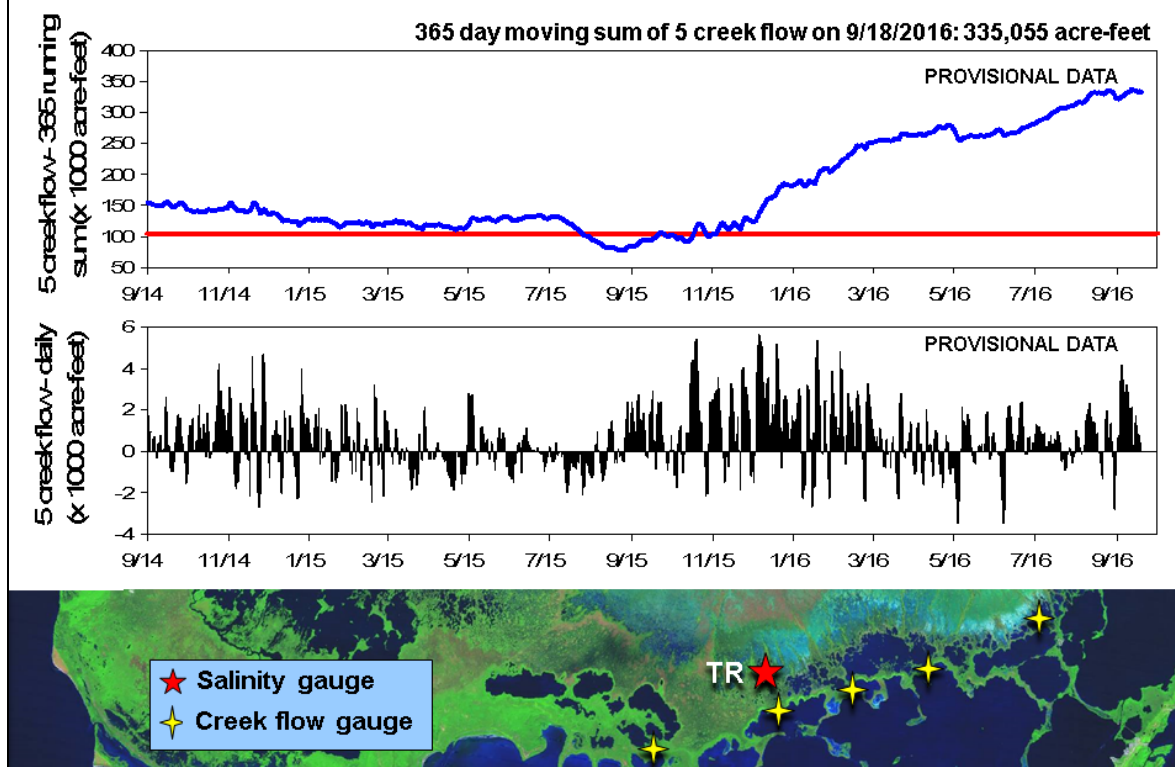 365 day moving sum of 5 creek flow on 9/18/2016: 335,055 acre-feet
5 creek flow - 365 running
sum (x 1000 acre-feet)
400
350
300
250
200
150
100
50
PROVISIONAL DATA
9/14 11/14 1/15 3/15 5/15 7/15 9/15 11/15 1/16 3/16 5/16 7/16 9/16
5 creek flow - daily
(x 1000 acre-feet)
6
4
2
0
-2
-4
PROVISIONAL DATA
9/14 11/14 1/15 3/15 5/15 7/15 9/15 11/15 1/16 3/16 5/16 7/16 9/16
TR
Salinity gauge
Creek flow gauge